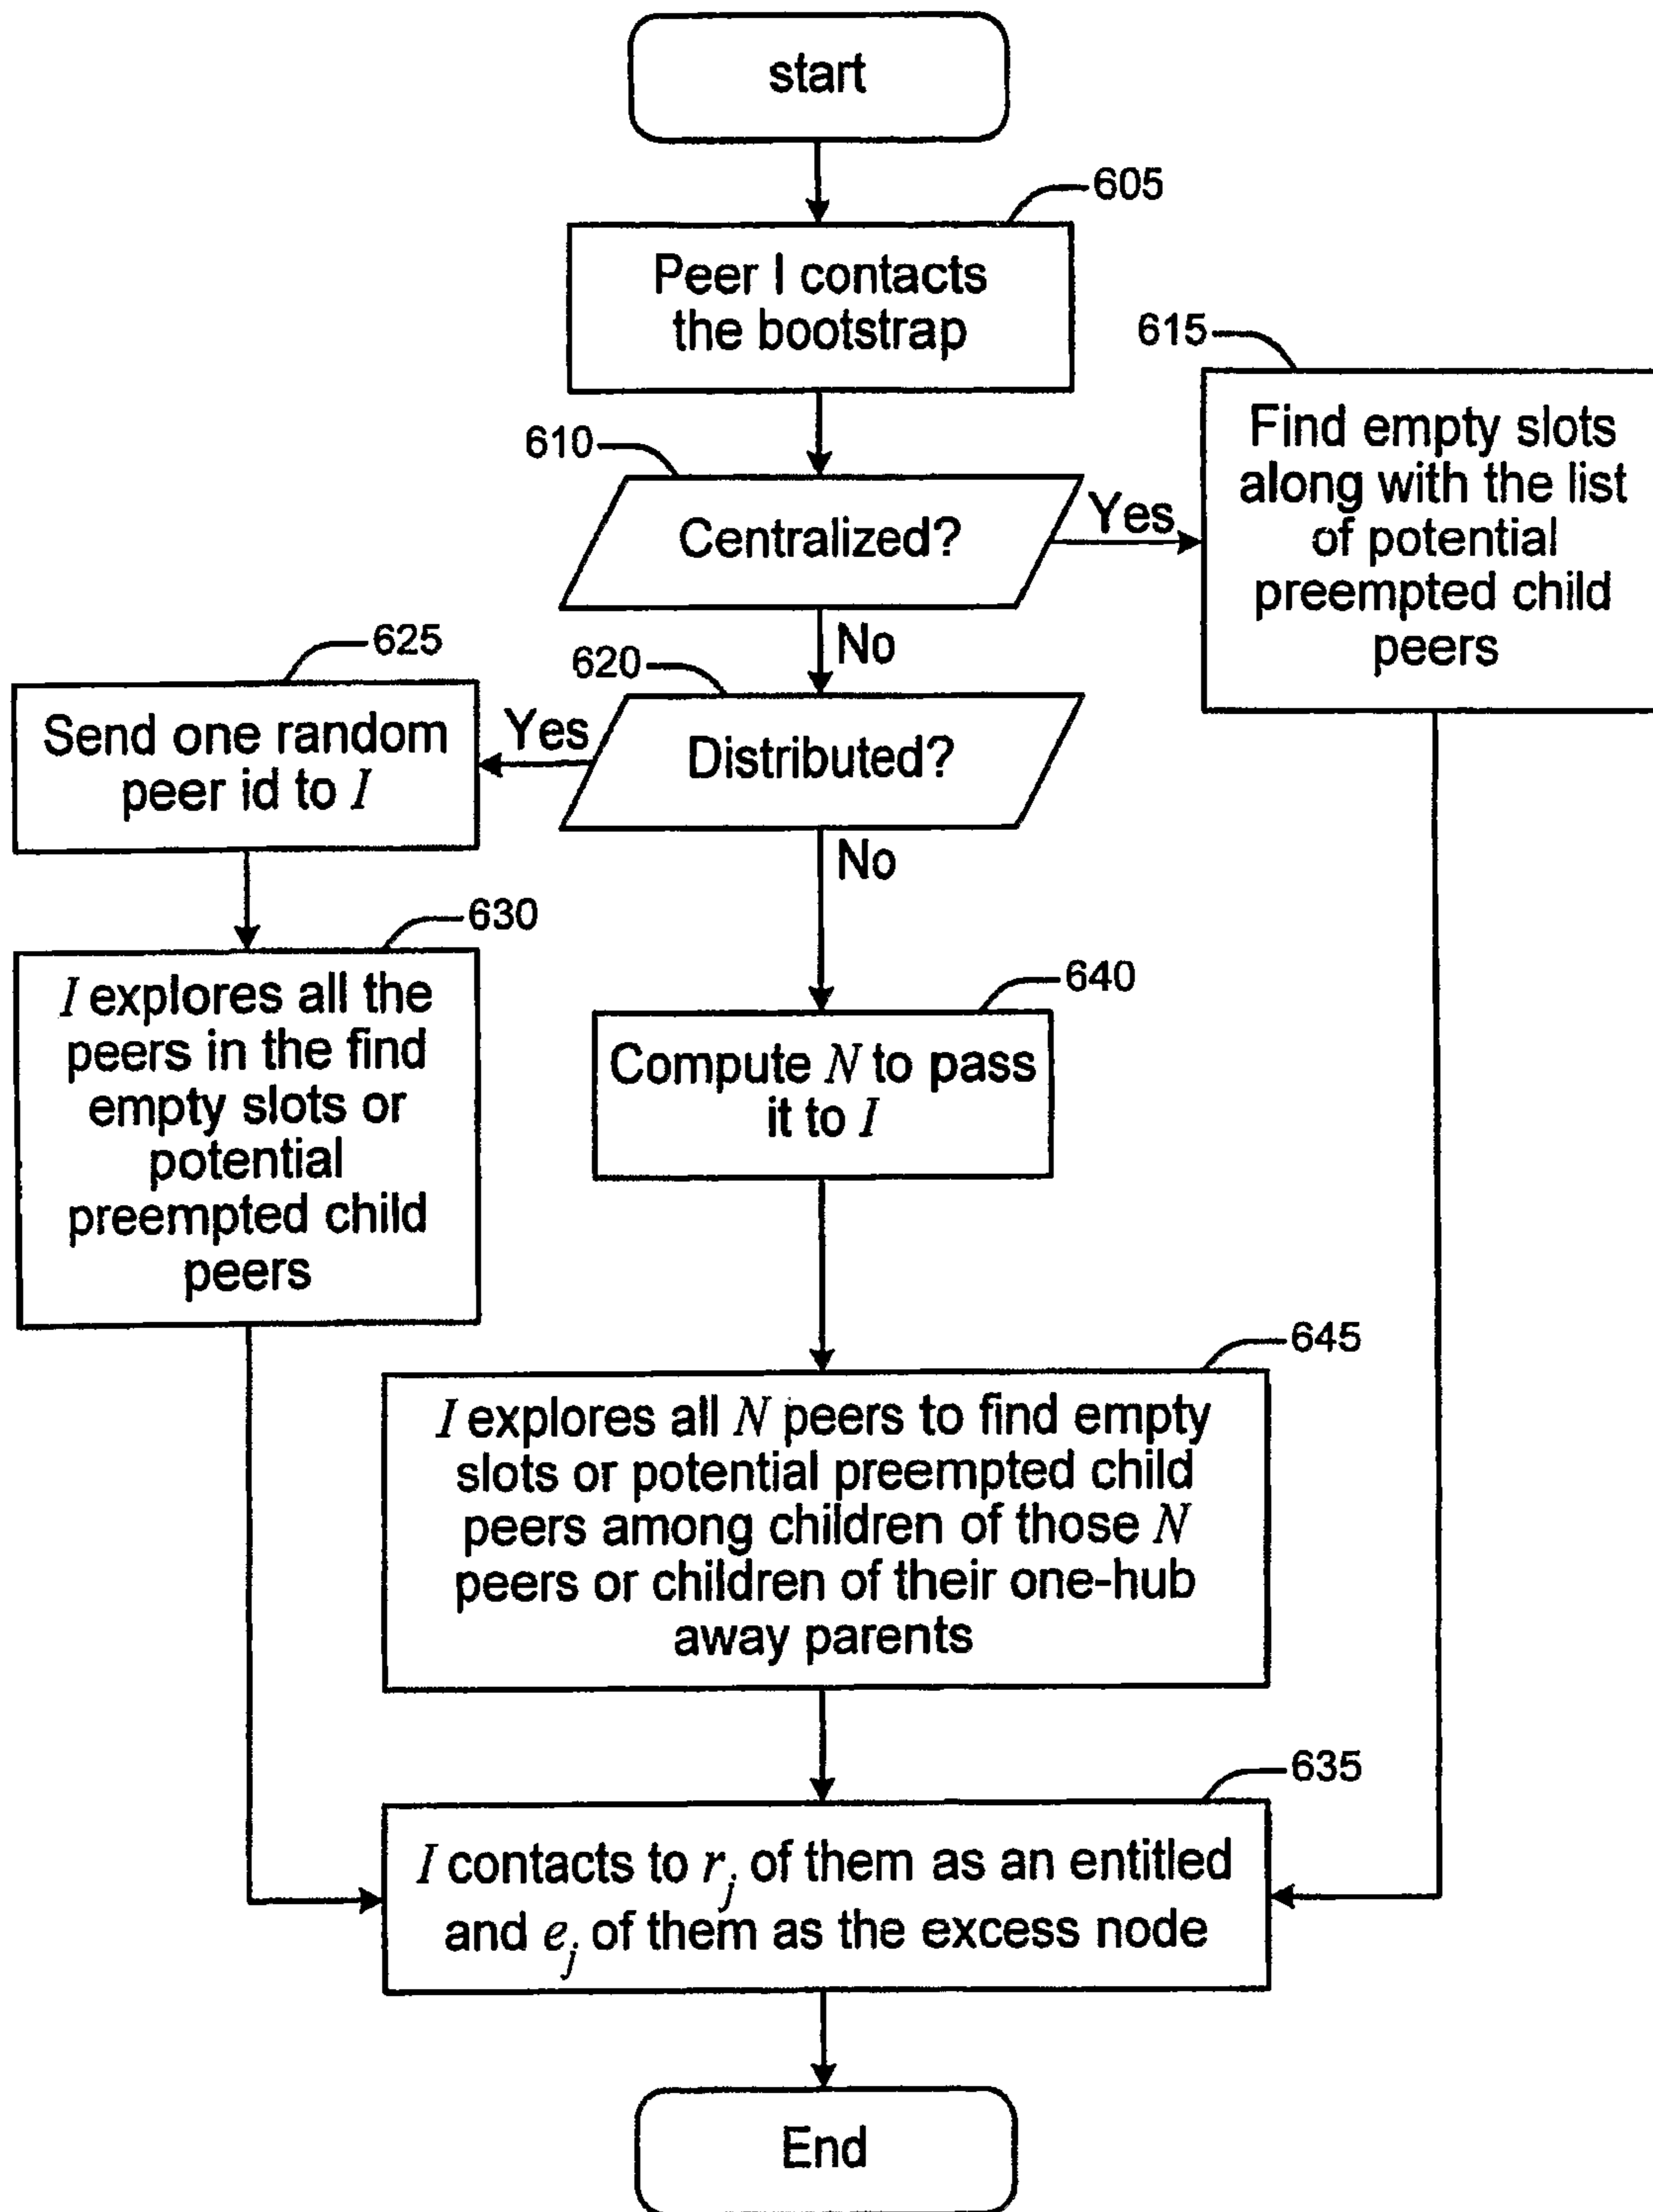 start
605
Peer I contacts
the bootstrap
610
Centralized?
Yes
615
Find empty slots
along with the list
of potential
preempted child
peers
No
620
Distributed?
Yes
625
Send one random
peer id to I
No
630
I explores all the
peers in the find
empty slots or
potential
preempted child
peers
640
Compute N to pass
it to I
645
I explores all N peers to find empty
slots or potential preempted child
peers among children of those N
peers or children of their one-hub
away parents
635
I contacts to r_j of them as an entitled
and e_j of them as the excess node
End